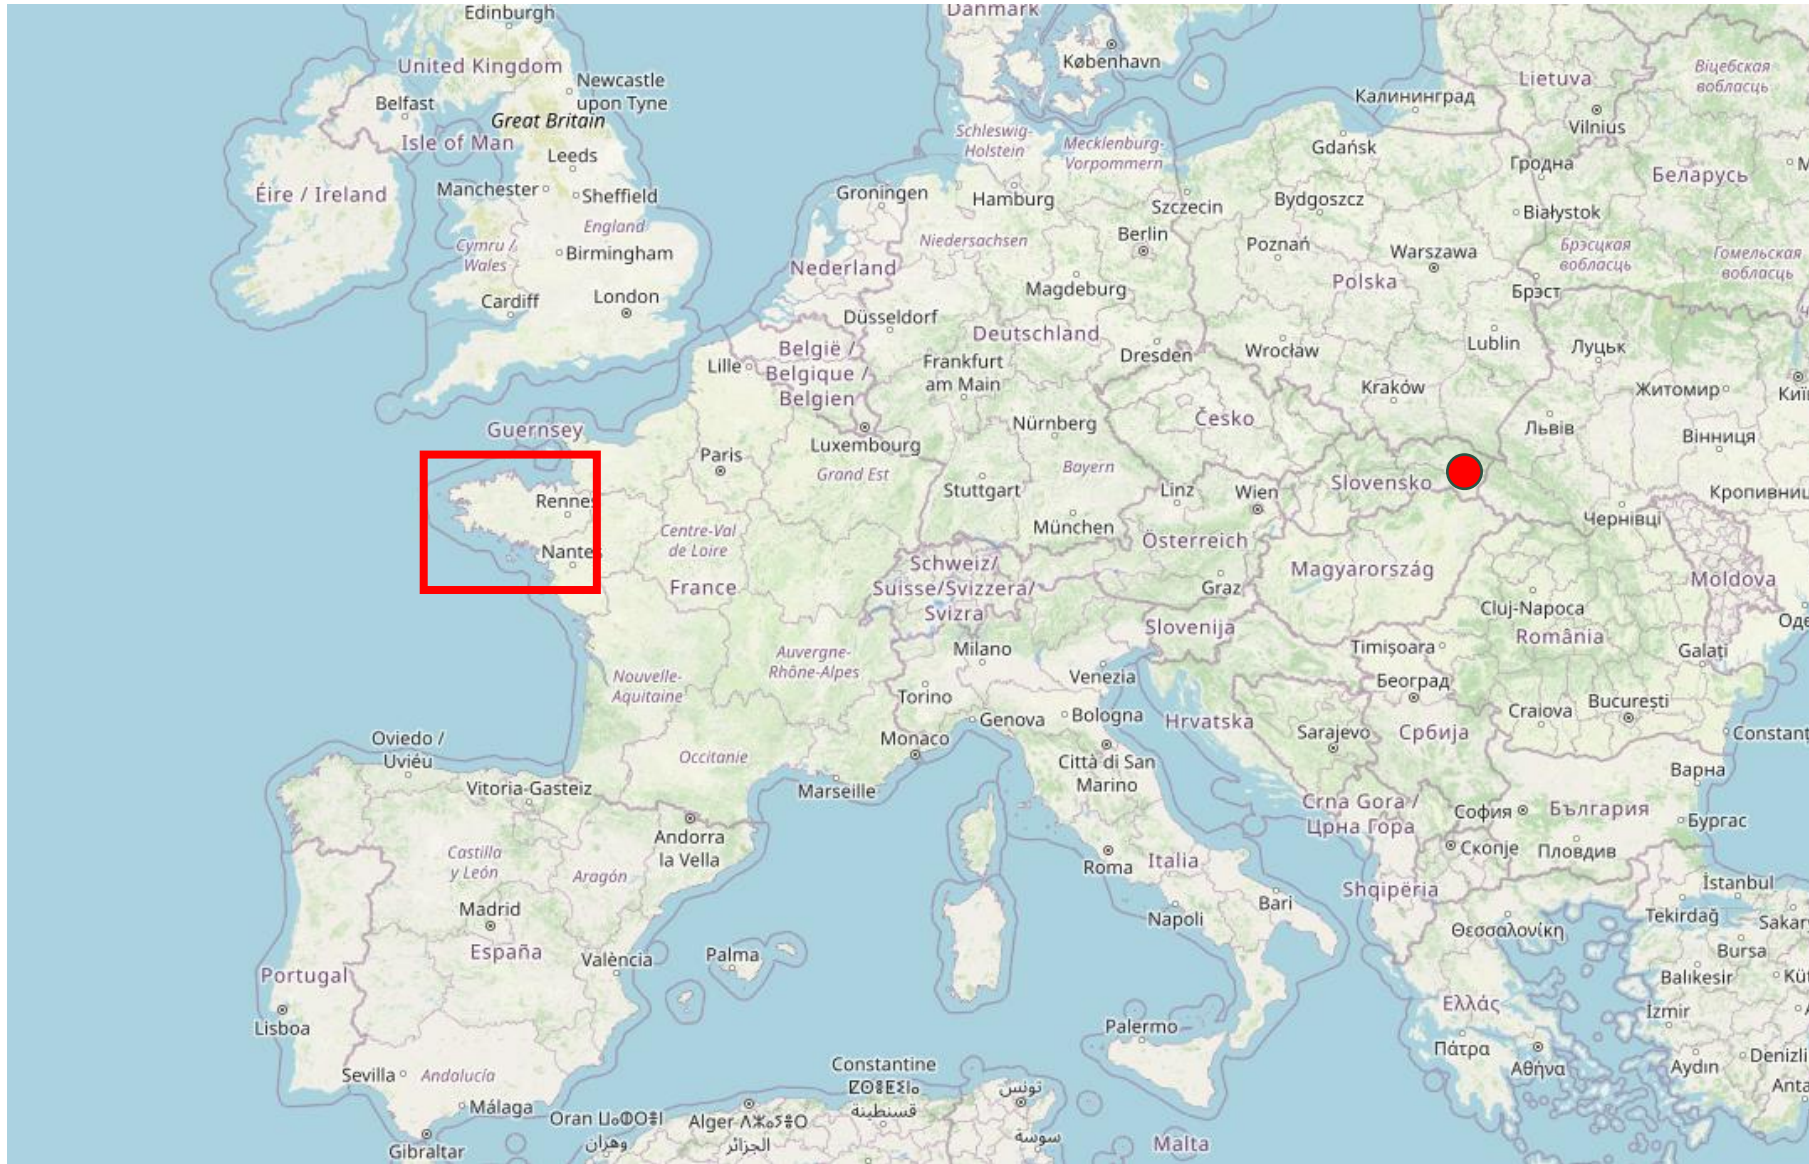 Edinburgh
Danmark
København
United Kingdom
Newcastle
upon Tyne
Belfast
Great Britain
Isle of Man
Leeds
Manchester
Sheffield
Éire / Ireland
England
Cymru /
Wales
Birmingham
Cardiff
London
Lietuva
Віцебская
вобласць
Калининград
Vilnius
Schleswig-
Holstein
Mecklenburg-
Vorpommern
Gdańsk
Гродна
Беларусь
Groningen
Hamburg
Szczecin
Bydgoszcz
Białystok
Niedersachsen
Berlin
Poznań
Warszawa
Брэсцкая
вобласць
Гомельская
вобласць
Nederland
Magdeburg
Polska
Брэст
Düsseldorf
Deutschland
België /
Belgique /
Belgien
Lille
Frankfurt
am Main
Dresden
Wrocław
Lublin
Луцьк
Kraków
Житомир
Guernsey
Luxembourg
Nürnberg
Česko
Львів
Вінниця
Paris
Grand Est
Bayern
Stuttgart
Linz
Wien
Slovensko
Rennes
München
Österreich
Чернівці
Centre-Val
de Loire
Nantes
France
Schweiz/
Suisse/Svizzera/
Svizra
Graz
Magyarország
Moldova
Cluj-Napoca
România
Slovenija
Milano
Timișoara
Galați
Auvergne-
Rhône-Alpes
Nouvelle-
Aquitaine
Torino
Venezia
Београд
București
Craiova
Genova
Bologna
Hrvatska
Sarajevo
Србија
Oviedo /
Uviéu
Occitanie
Monaco
Città di San
Marino
Варна
Vitoria-Gasteiz
Marseille
Crna Gora /
Црна Гора
София
България
Бургас
Andorra
la Vella
Скопје
Пловдив
Castilla
y León
Aragón
Roma
Italia
Shqipëria
İstanbul
Madrid
Napoli
Bari
Tekirdağ
Θεσσαλονίκη
España
València
Palma
Bursa
Portugal
Balıkesir
Ελλάς
İzmir
Lisboa
Palermo
Πάτρα
Αθήνα
Denizli
Aydın
Sevilla
Andalucía
Constantine
قسنطينة
تونس
Málaga
Oran
وهران
Alger
الجزائر
سوسة
Gibraltar
Malta